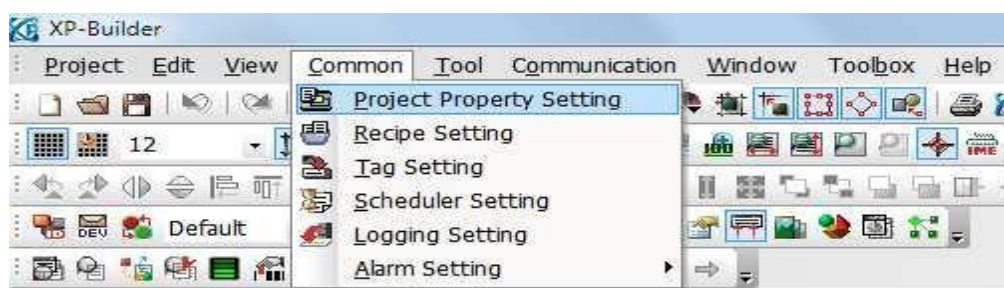 XP-Builder
Project Edit View Common Tool Communication Window Toolbox Help
Project Property Setting
12
Recipe Setting
Tag Setting
Scheduler Setting
Default
Logging Setting
Alarm Setting